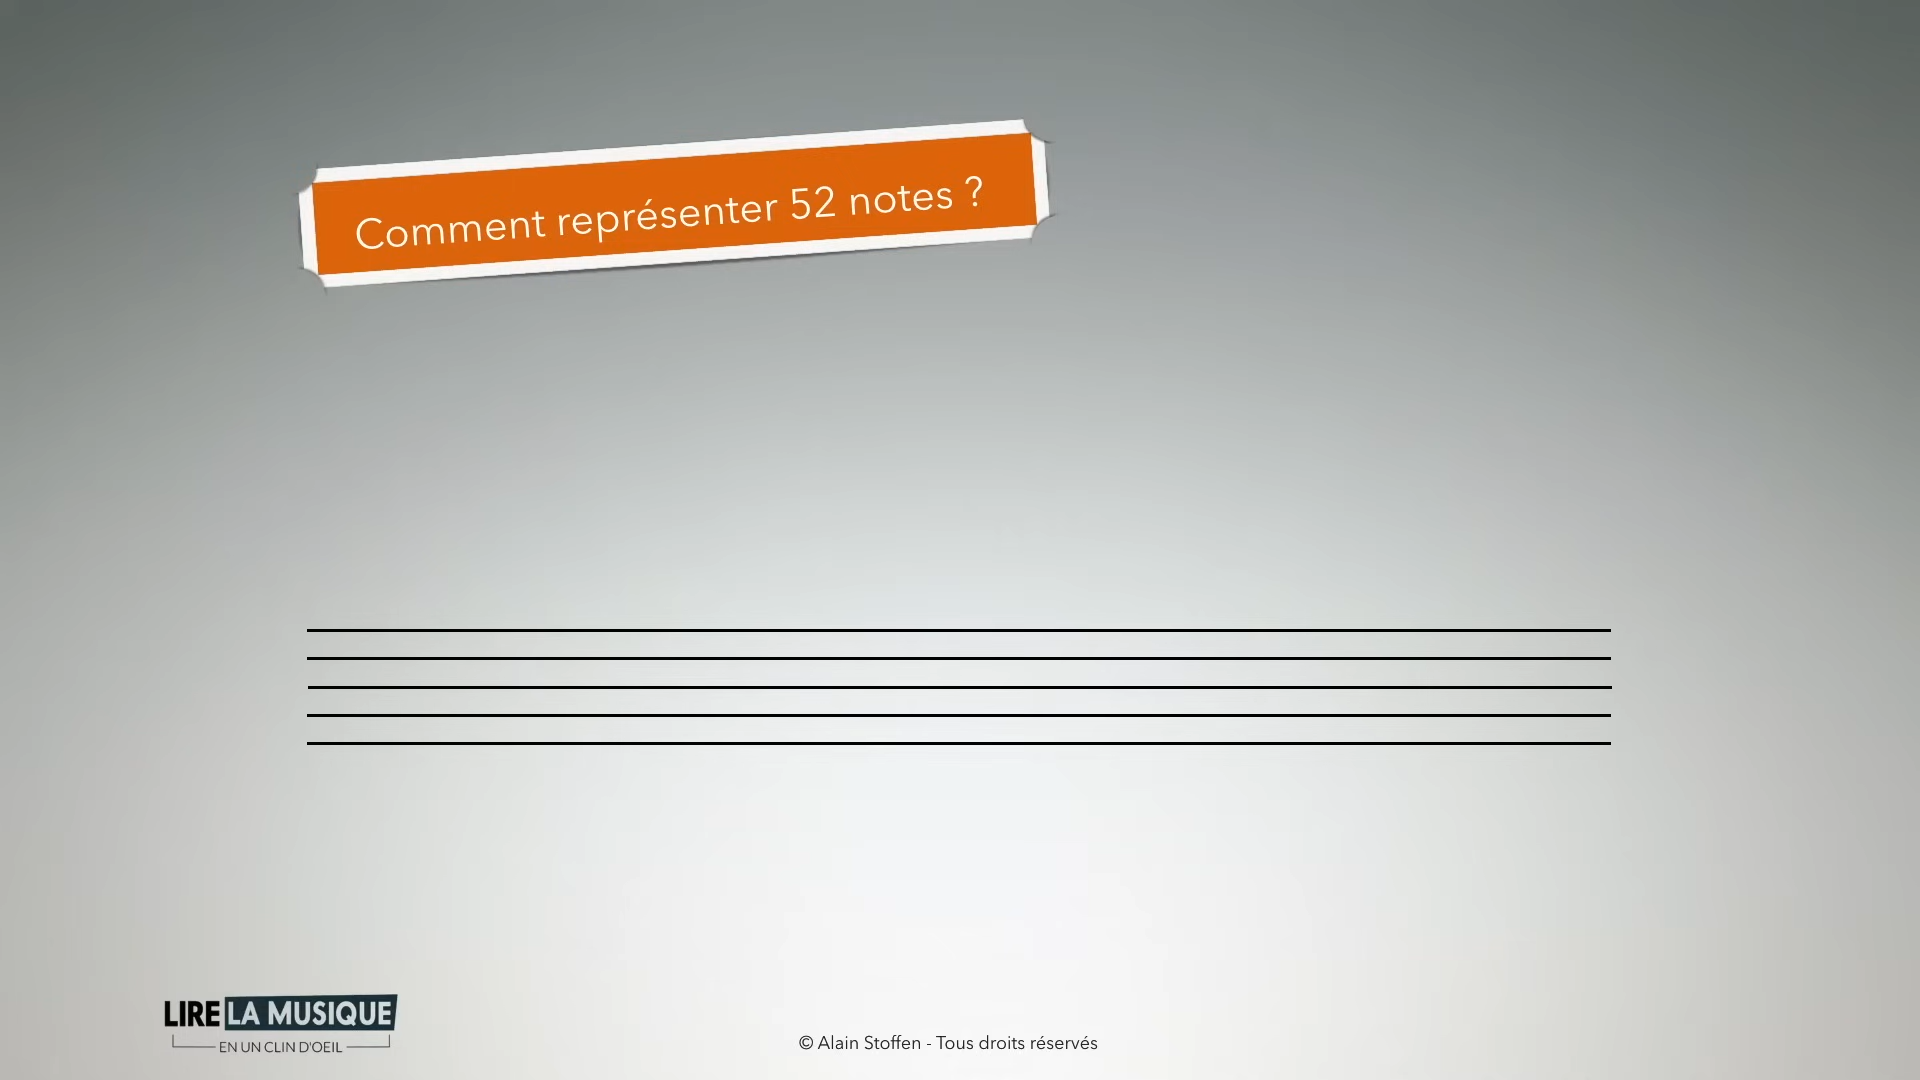 Comment représenter 52 notes ?
LIRE LA MUSIQUE
EN UN CLIN D'OEIL
© Alain Stoffen - Tous droits réservés